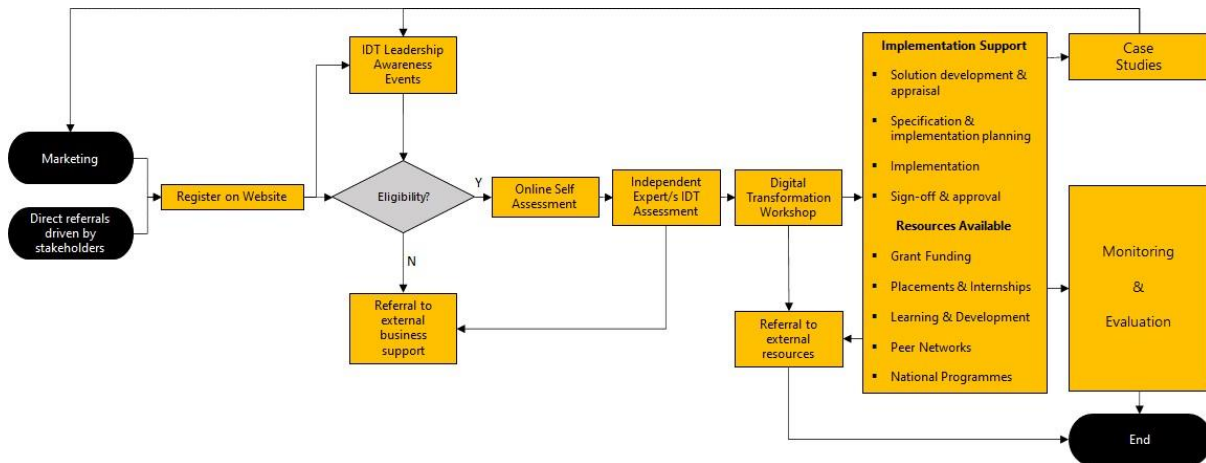 IDT Leadership
Awareness
Events
Marketing
Direct referrals
driven by
stakeholders
Register on Website
Eligibility?
Y
N
Referral to
external
business
support
Online Self
Assessment
Independent
Expert/s IDT
Assessment
Digital
Transformation
Workshop
Referral to
external
resources
Implementation Support
▪ Solution development &
appraisal
▪ Specification &
implementation planning
▪ Implementation
▪ Sign-off & approval
Resources Available
▪ Grant Funding
▪ Placements & Internships
▪ Learning & Development
▪ Peer Networks
▪ National Programmes
Case
Studies
Monitoring
&
Evaluation
End